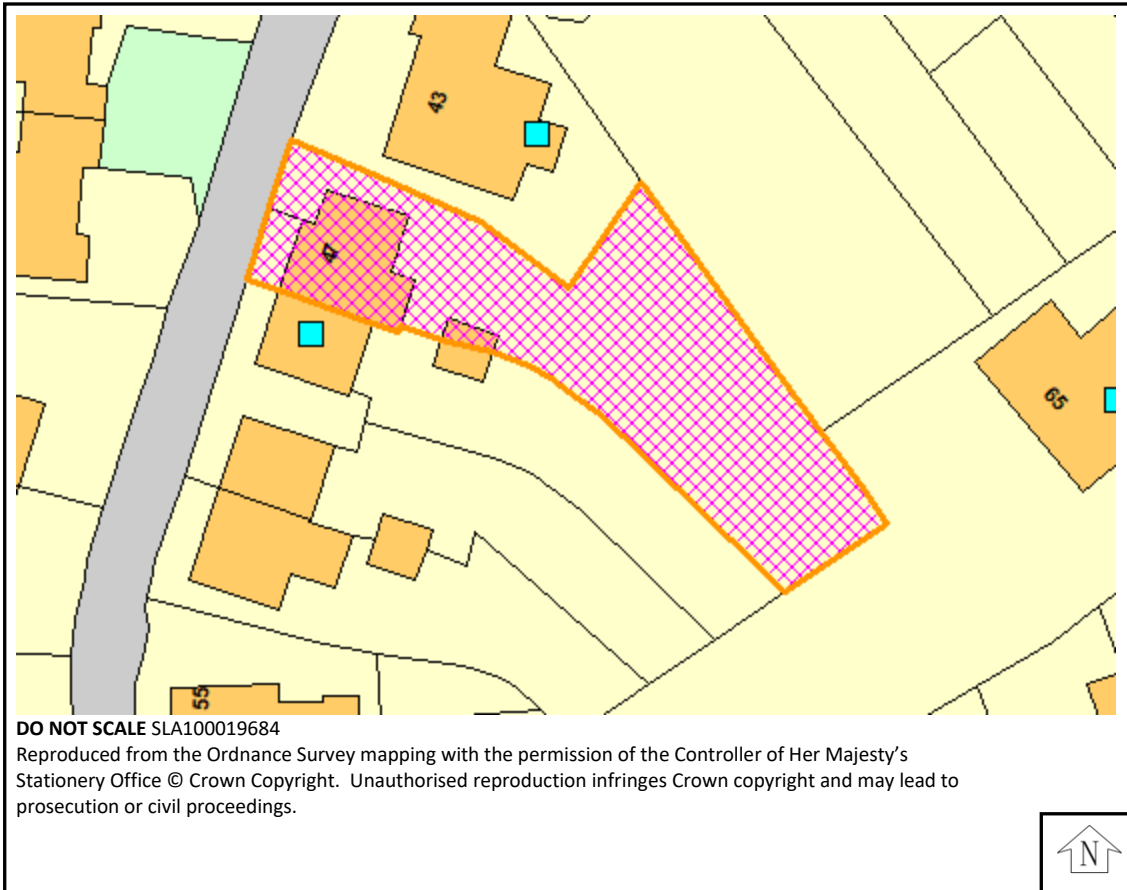 43
47
65
55
DO NOT SCALE SLA100019684
Reproduced from the Ordnance Survey mapping with the permission of the Controller of Her Majesty’s
Stationery Office © Crown Copyright. Unauthorised reproduction infringes Crown copyright and may lead to
prosecution or civil proceedings.
N